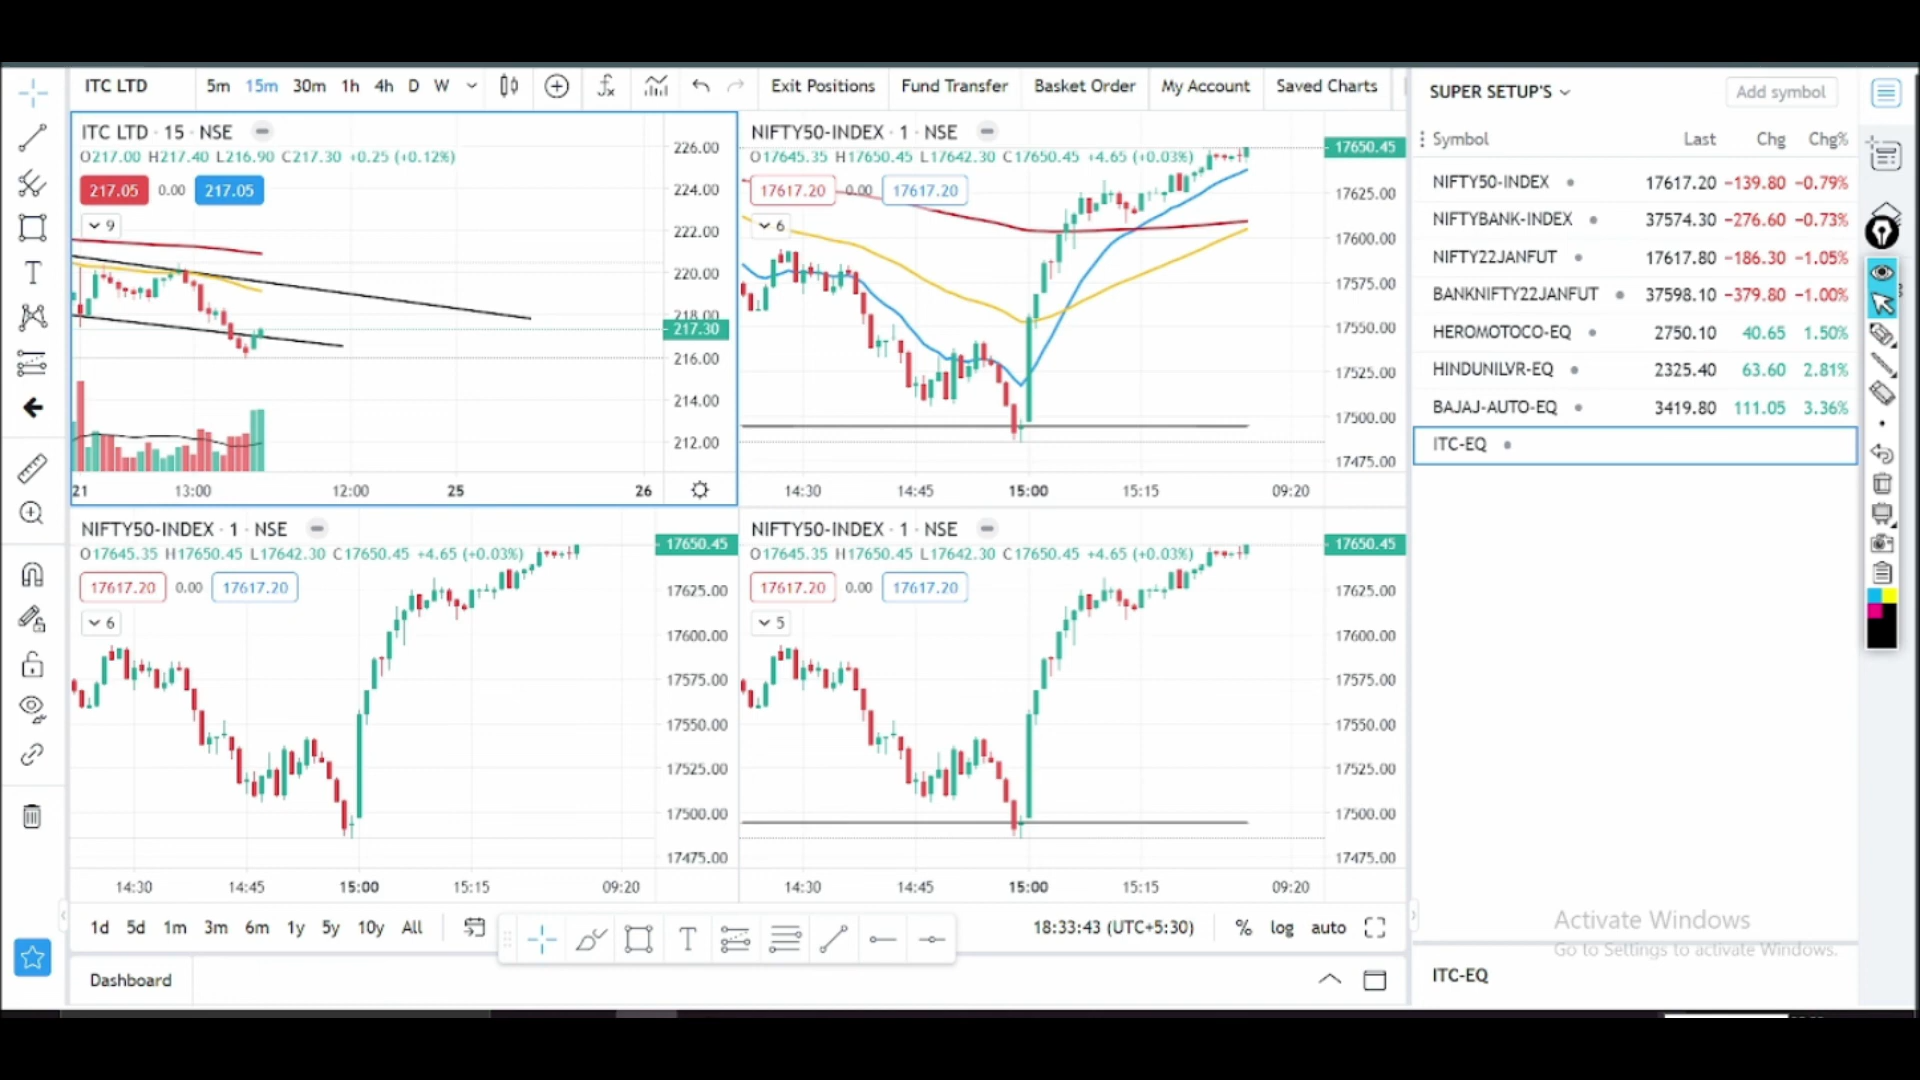 ITC LTD 5m 15m 30m 1h 4h D W Exit Positions Fund Transfer Basket Order My Account Saved Charts
ITC LTD · 15 · NSE
O217.00 H217.40 L216.90 C217.30 +0.25 (+0.12%)
217.05 0.00 217.05
9
226.00
224.00
222.00
220.00
218.00
217.30
216.00
214.00
212.00
21 13:00 12:00 25 26
NIFTY50-INDEX · 1 · NSE
O17645.35 H17650.45 L17642.30 C17650.45 +4.65 (+0.03%)
17617.20 0.00 17617.20
6
17650.45
17625.00
17600.00
17575.00
17550.00
17525.00
17500.00
17475.00
14:30 14:45 15:00 15:15 09:20
NIFTY50-INDEX · 1 · NSE
O17645.35 H17650.45 L17642.30 C17650.45 +4.65 (+0.03%)
17617.20 0.00 17617.20
6
17650.45
17625.00
17600.00
17575.00
17550.00
17525.00
17500.00
17475.00
14:30 14:45 15:00 15:15 09:20
NIFTY50-INDEX · 1 · NSE
O17645.35 H17650.45 L17642.30 C17650.45 +4.65 (+0.03%)
17617.20 0.00 17617.20
5
17650.45
17625.00
17600.00
17575.00
17550.00
17525.00
17500.00
17475.00
14:30 14:45 15:00 15:15 09:20
1d 5d 1m 3m 6m 1y 5y 10y All 18:33:43 (UTC+5:30) % log auto
Dashboard
SUPER SETUP'S Add symbol
Symbol Last Chg Chg%
NIFTY50-INDEX 17617.20 −139.80 −0.79%
NIFTYBANK-INDEX 37574.30 −276.60 −0.73%
NIFTY22JANFUT 17617.80 −186.30 −1.05%
BANKNIFTY22JANFUT 37598.10 −379.80 −1.00%
HEROMOTOCO-EQ 2750.10 40.65 1.50%
HINDUNILVR-EQ 2325.40 63.60 2.81%
BAJAJ-AUTO-EQ 3419.80 111.05 3.36%
ITC-EQ
Activate Windows
Go to Settings to activate Windows.
ITC-EQ